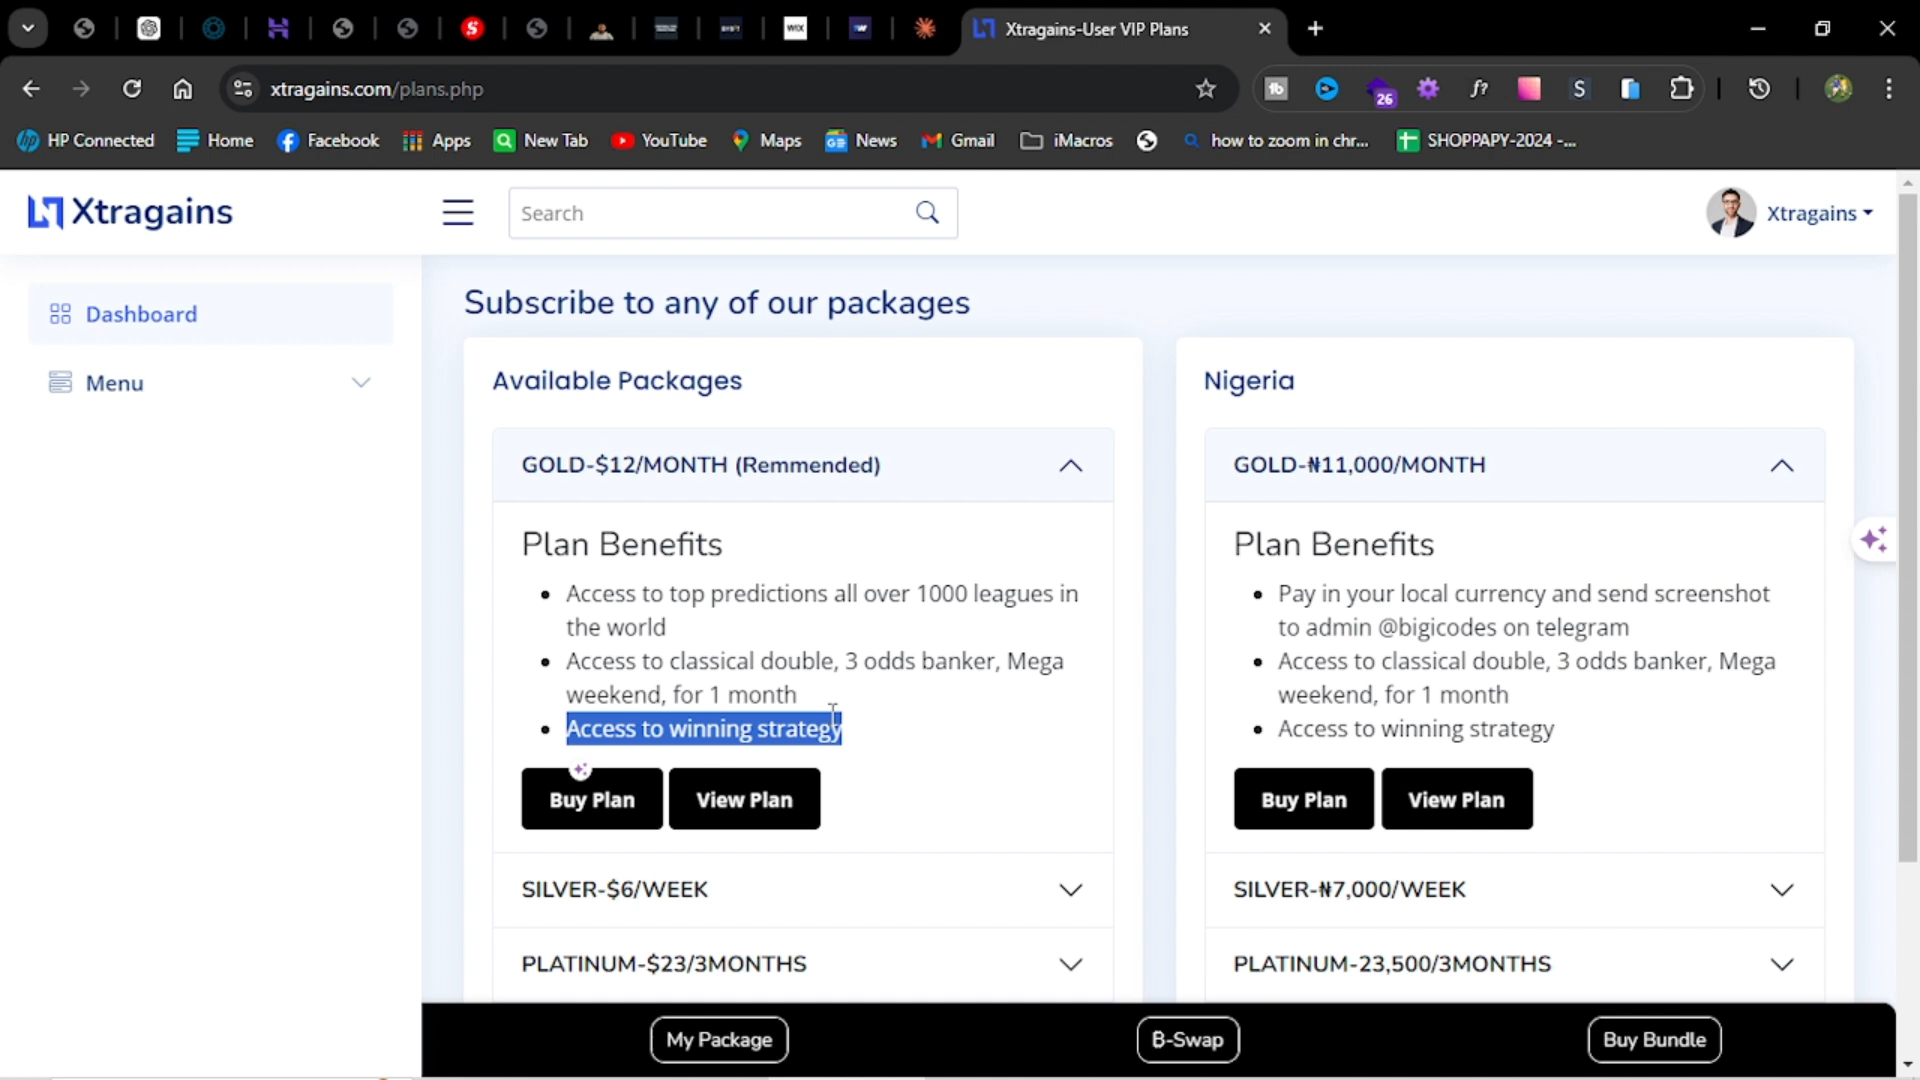 Xtragains-User VIP Plans
xtragains.com/plans.php
26
f?
S
HP Connected
Home
Facebook
Apps
New Tab
YouTube
Maps
News
Gmail
iMacros
how to zoom in chr...
SHOPPAPY-2024 -...
Xtragains
Search
Xtragains
Dashboard
Menu
Subscribe to any of our packages
Available Packages
GOLD-$12/MONTH (Remmended)
Plan Benefits
Access to top predictions all over 1000 leagues in
the world
Access to classical double, 3 odds banker, Mega
weekend, for 1 month
Access to winning strategy
Buy Plan
View Plan
SILVER-$6/WEEK
PLATINUM-$23/3MONTHS
Nigeria
GOLD-₦11,000/MONTH
Plan Benefits
Pay in your local currency and send screenshot
to admin @bigicodes on telegram
Access to classical double, 3 odds banker, Mega
weekend, for 1 month
Access to winning strategy
Buy Plan
View Plan
SILVER-₦7,000/WEEK
PLATINUM-23,500/3MONTHS
My Package
₿-Swap
Buy Bundle